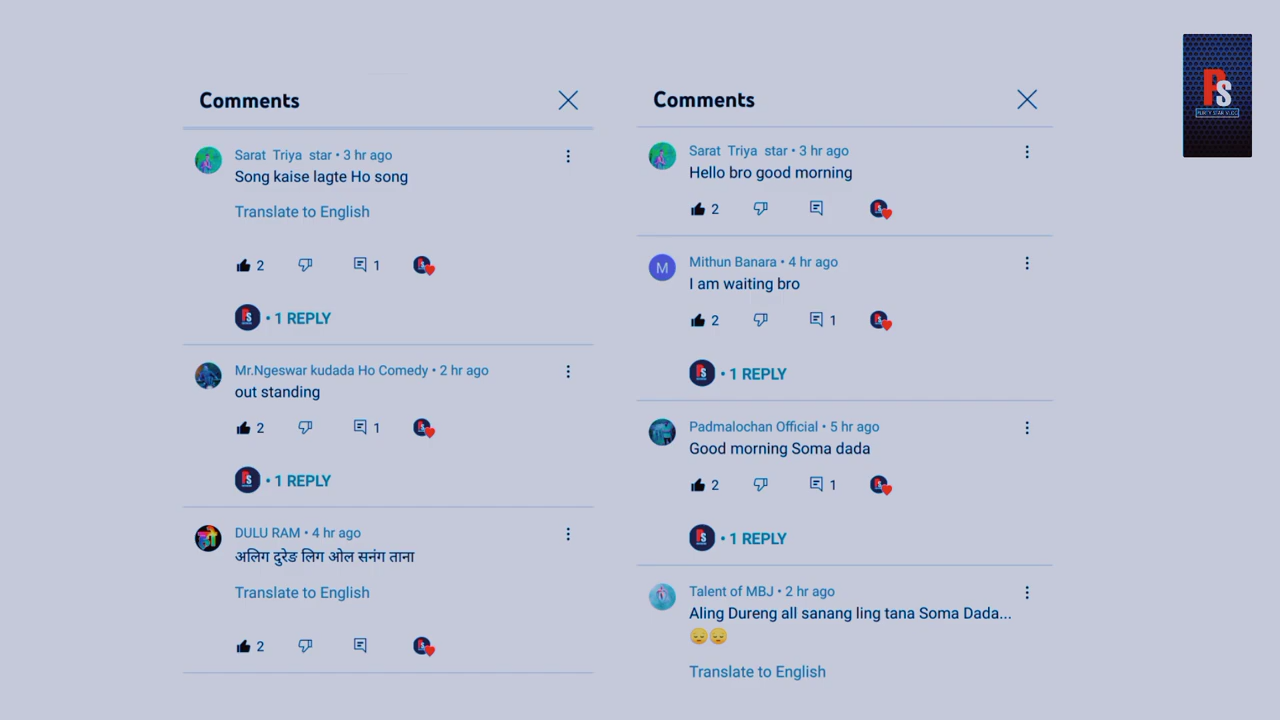 Comments
Sarat Triya star • 3 hr ago
Song kaise lagte Ho song
Translate to English
2
1
• 1 REPLY
Mr.Ngeswar kudada Ho Comedy • 2 hr ago
out standing
2
1
• 1 REPLY
DULU RAM • 4 hr ago
अलिग दुरेङ लिग ओल सनंग ताना
Translate to English
2
Comments
Sarat Triya star • 3 hr ago
Hello bro good morning
2
M
Mithun Banara • 4 hr ago
I am waiting bro
2
1
• 1 REPLY
Padmalochan Official • 5 hr ago
Good morning Soma dada
2
1
• 1 REPLY
Talent of MBJ • 2 hr ago
Aling Dureng all sanang ling tana Soma Dada...
😔😔
Translate to English
PS
PURTY STAR VLOG